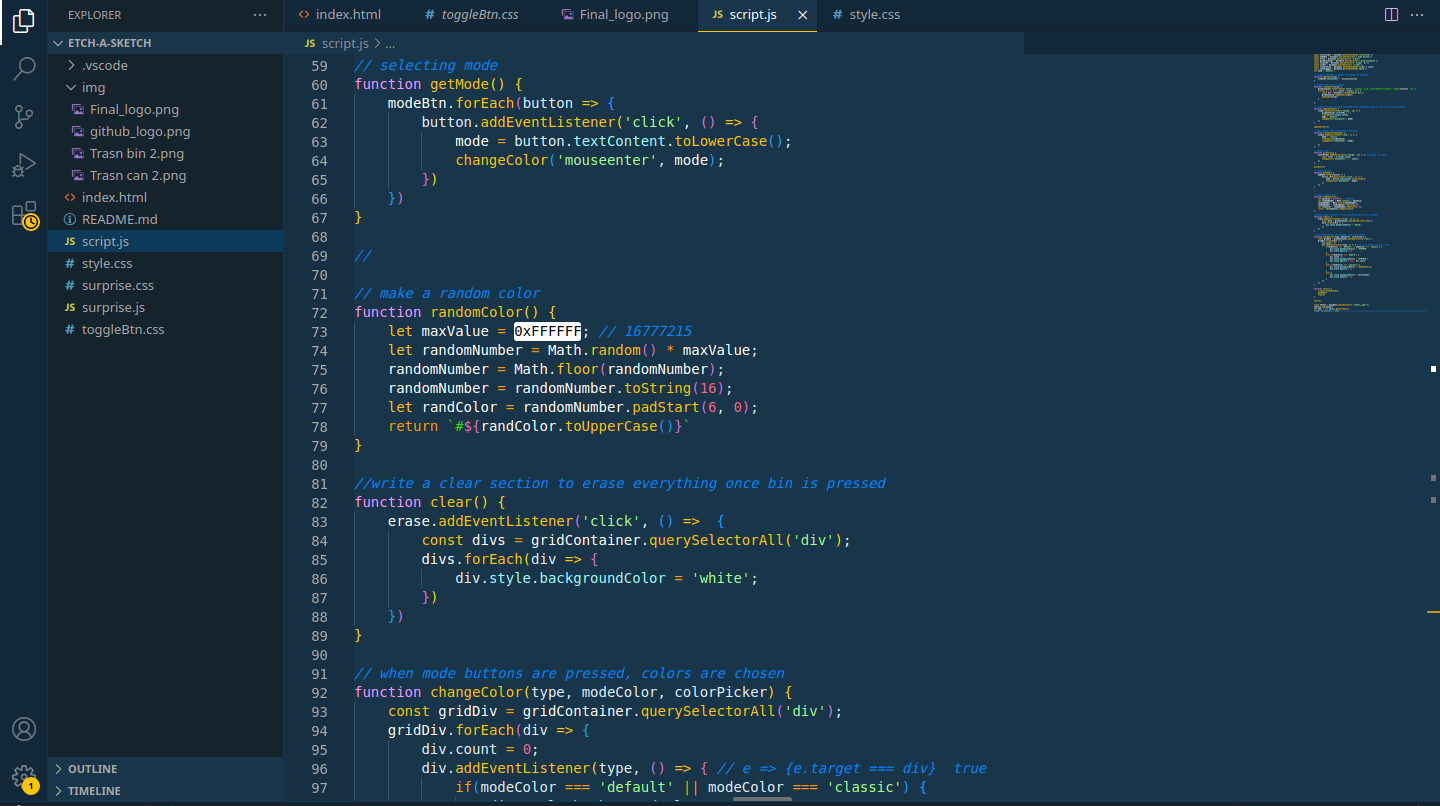 EXPLORER
ETCH-A-SKETCH
.vscode
img
Final_logo.png
github_logo.png
Trasn bin 2.png
Trasn can 2.png
index.html
README.md
JS script.js
# style.css
# surprise.css
JS surprise.js
# toggleBtn.css
OUTLINE
TIMELINE
1
index.html
# toggleBtn.css
Final_logo.png
JS script.js
# style.css
JS script.js > ...
59 // selecting mode
60 function getMode() {
61 modeBtn.forEach(button => {
62 button.addEventListener('click', () => {
63 mode = button.textContent.toLowerCase();
64 changeColor('mouseenter', mode);
65 })
66 })
67 }
68
69 //
70
71 // make a random color
72 function randomColor() {
73 let maxValue = 0xFFFFFF; // 16777215
74 let randomNumber = Math.random() * maxValue;
75 randomNumber = Math.floor(randomNumber);
76 randomNumber = randomNumber.toString(16);
77 let randColor = randomNumber.padStart(6, 0);
78 return `#${randColor.toUpperCase()}`
79 }
80
81 //write a clear section to erase everything once bin is pressed
82 function clear() {
83 erase.addEventListener('click', () =>  {
84 const divs = gridContainer.querySelectorAll('div');
85 divs.forEach(div => {
86 div.style.backgroundColor = 'white';
87 })
88 })
89 }
90
91 // when mode buttons are pressed, colors are chosen
92 function changeColor(type, modeColor, colorPicker) {
93 const gridDiv = gridContainer.querySelectorAll('div');
94 gridDiv.forEach(div => {
95 div.count = 0;
96 div.addEventListener(type, () => { // e => {e.target === div}  true
97 if(modeColor === 'default' || modeColor === 'classic') {